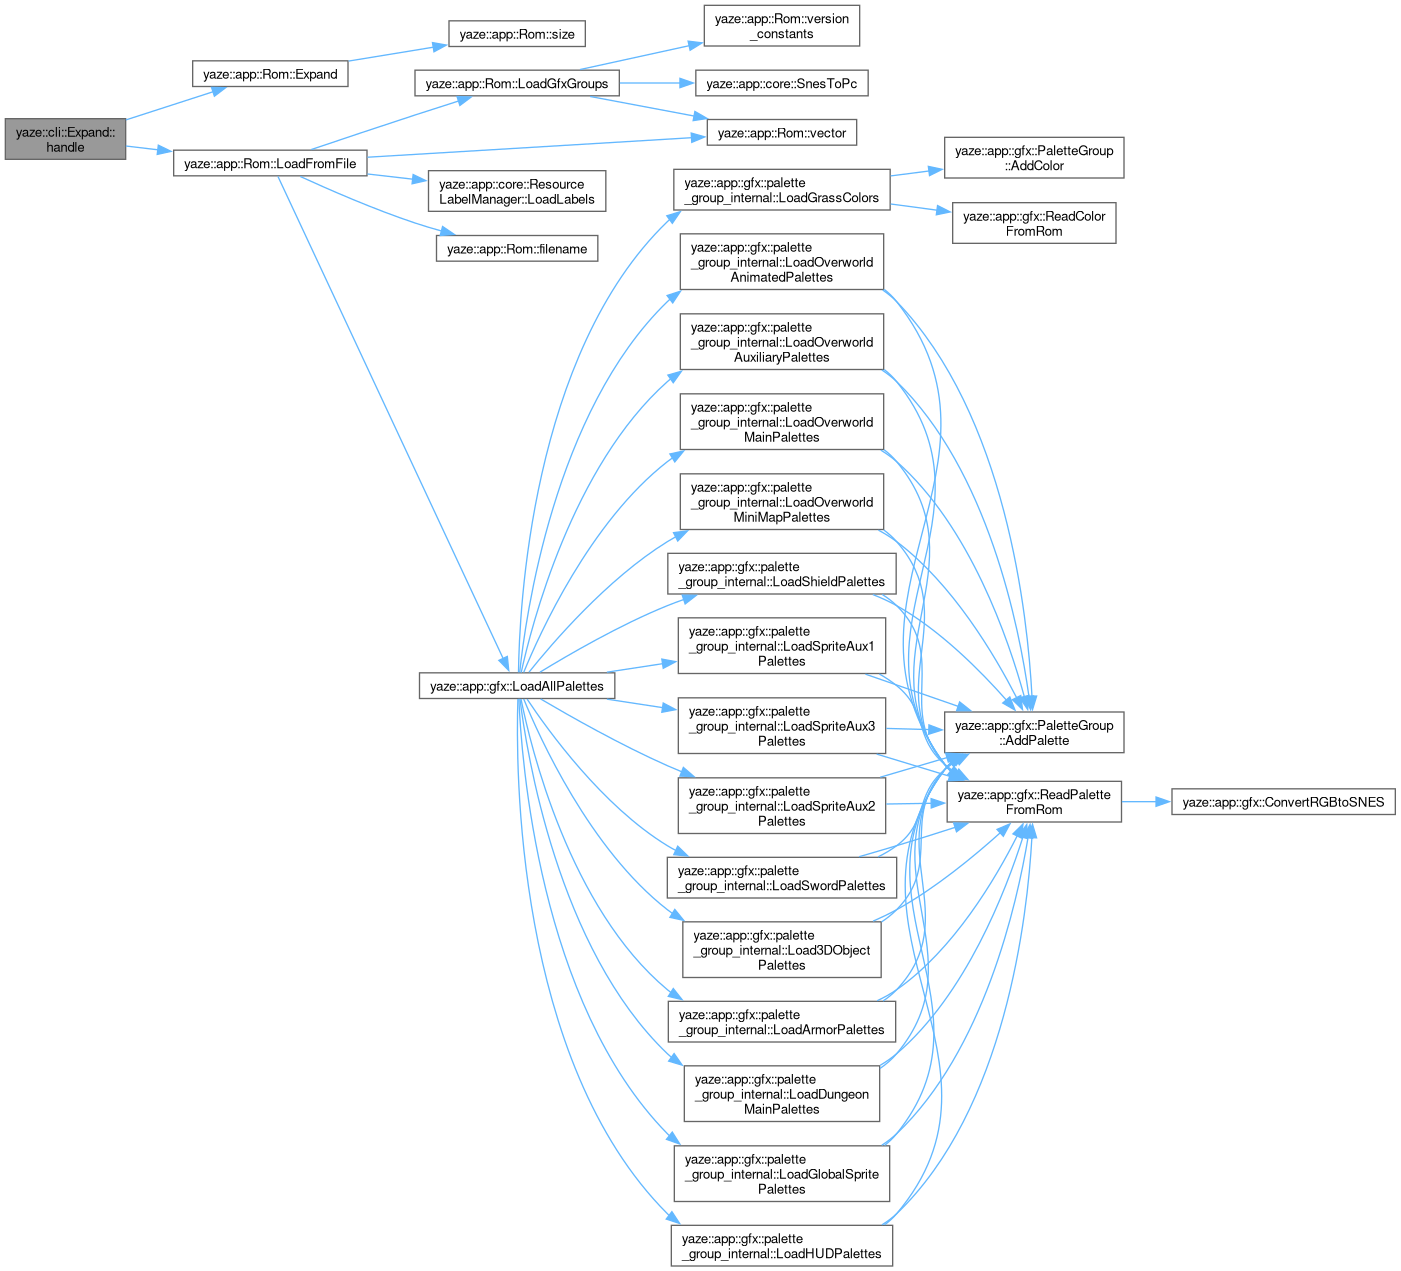 yaze::cli::Expand::
handle
yaze::app::Rom::Expand
yaze::app::Rom::size
yaze::app::Rom::LoadFromFile
yaze::app::Rom::LoadGfxGroups
yaze::app::Rom::version
_constants
yaze::app::core::SnesToPc
yaze::app::Rom::vector
yaze::app::core::Resource
LabelManager::LoadLabels
yaze::app::Rom::filename
yaze::app::gfx::LoadAllPalettes
yaze::app::gfx::palette
_group_internal::LoadGrassColors
yaze::app::gfx::PaletteGroup
::AddColor
yaze::app::gfx::ReadColor
FromRom
yaze::app::gfx::palette
_group_internal::LoadOverworld
AnimatedPalettes
yaze::app::gfx::palette
_group_internal::LoadOverworld
AuxiliaryPalettes
yaze::app::gfx::palette
_group_internal::LoadOverworld
MainPalettes
yaze::app::gfx::palette
_group_internal::LoadOverworld
MiniMapPalettes
yaze::app::gfx::palette
_group_internal::LoadShieldPalettes
yaze::app::gfx::palette
_group_internal::LoadSpriteAux1
Palettes
yaze::app::gfx::palette
_group_internal::LoadSpriteAux3
Palettes
yaze::app::gfx::palette
_group_internal::LoadSpriteAux2
Palettes
yaze::app::gfx::palette
_group_internal::LoadSwordPalettes
yaze::app::gfx::palette
_group_internal::Load3DObject
Palettes
yaze::app::gfx::palette
_group_internal::LoadArmorPalettes
yaze::app::gfx::palette
_group_internal::LoadDungeon
MainPalettes
yaze::app::gfx::palette
_group_internal::LoadGlobalSprite
Palettes
yaze::app::gfx::palette
_group_internal::LoadHUDPalettes
yaze::app::gfx::PaletteGroup
::AddPalette
yaze::app::gfx::ReadPalette
FromRom
yaze::app::gfx::ConvertRGBtoSNES